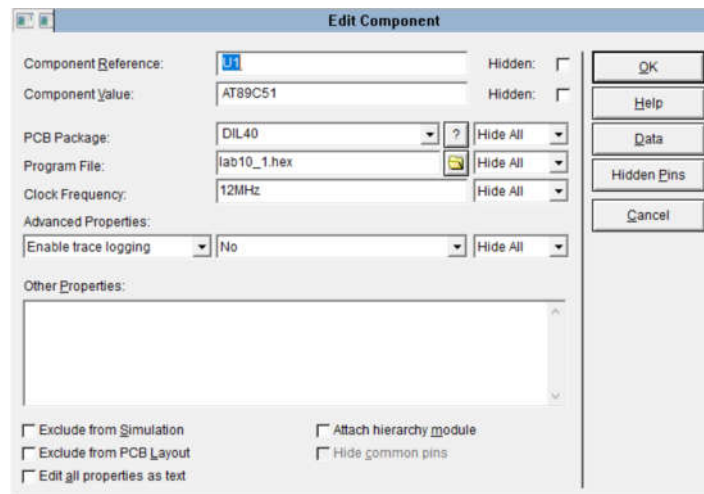 Edit Component
Component Reference: U1 Hidden:
Component Value: AT89C51 Hidden:
PCB Package: DIL40 ? Hide All
Program File: lab10_1.hex Hide All
Clock Frequency: 12MHz Hide All
Advanced Properties:
Enable trace logging No Hide All
Other Properties:
Exclude from Simulation Attach hierarchy module
Exclude from PCB Layout Hide common pins
Edit all properties as text
OK
Help
Data
Hidden Pins
Cancel